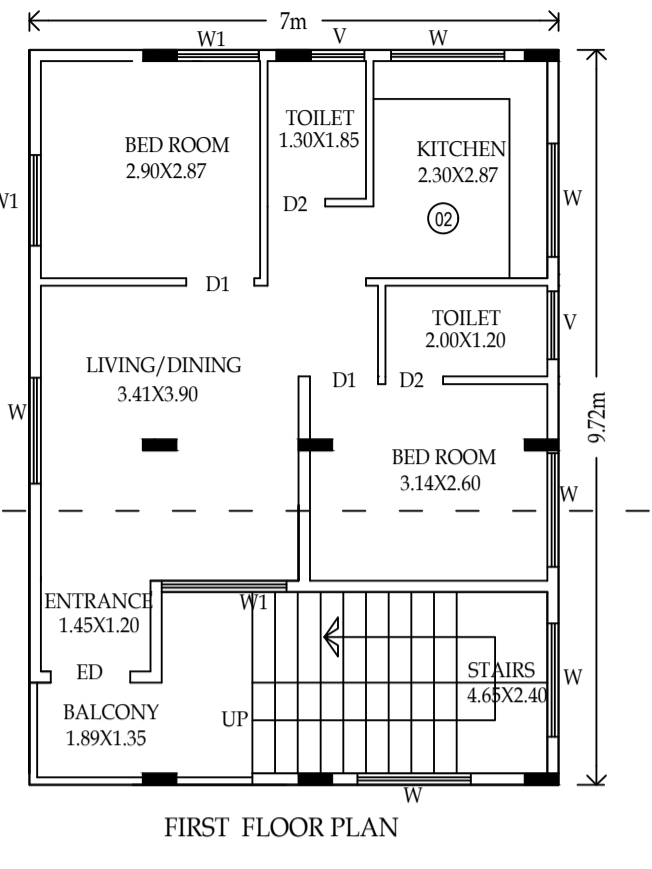 7m
W1
V
W
TOILET
1.30X1.85
BED ROOM
2.90X2.87
KITCHEN
2.30X2.87
W1
W
D2
02
D1
TOILET
2.00X1.20
V
LIVING/DINING
3.41X3.90
D1
D2
W
9.72m
BED ROOM
3.14X2.60
W
ENTRANCE
1.45X1.20
W1
ED
STAIRS
4.65X2.40
W
BALCONY
1.89X1.35
UP
W
FIRST FLOOR PLAN